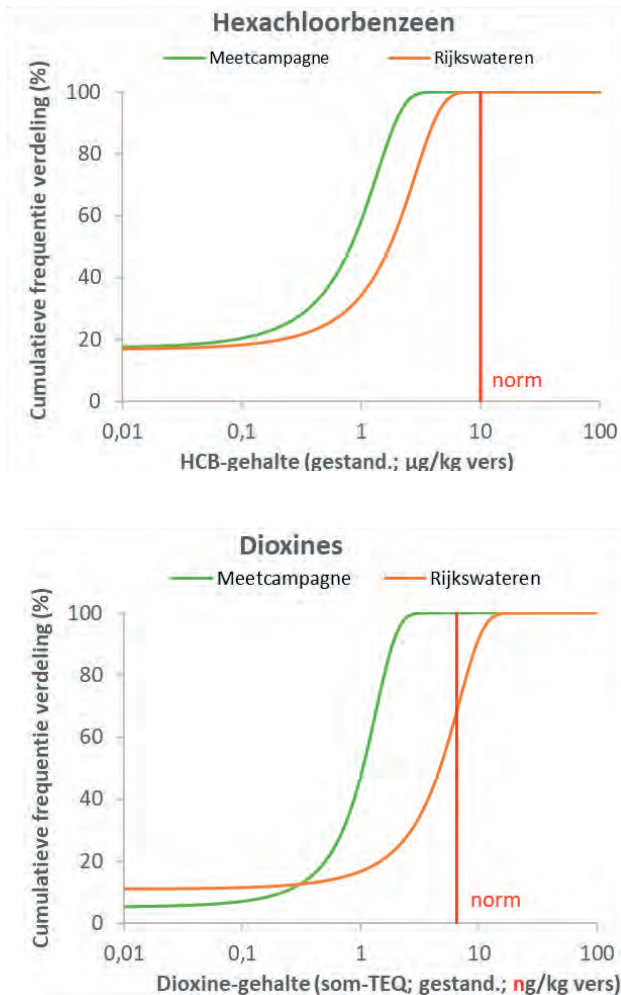 Hexachloorbenzeen
Meetcampagne Rijkswateren
Cumulatieve frequentie verdeling (%)
100
80
60
40
20
0
norm
0,01 0,1 1 10 100
HCB-gehalte (gestand.; µg/kg vers)
Dioxines
Meetcampagne Rijkswateren
Cumulatieve frequentie verdeling (%)
100
80
60
40
20
0
norm
0,01 0,1 1 10 100
Dioxine-gehalte (som-TEQ; gestand.; ng/kg vers)